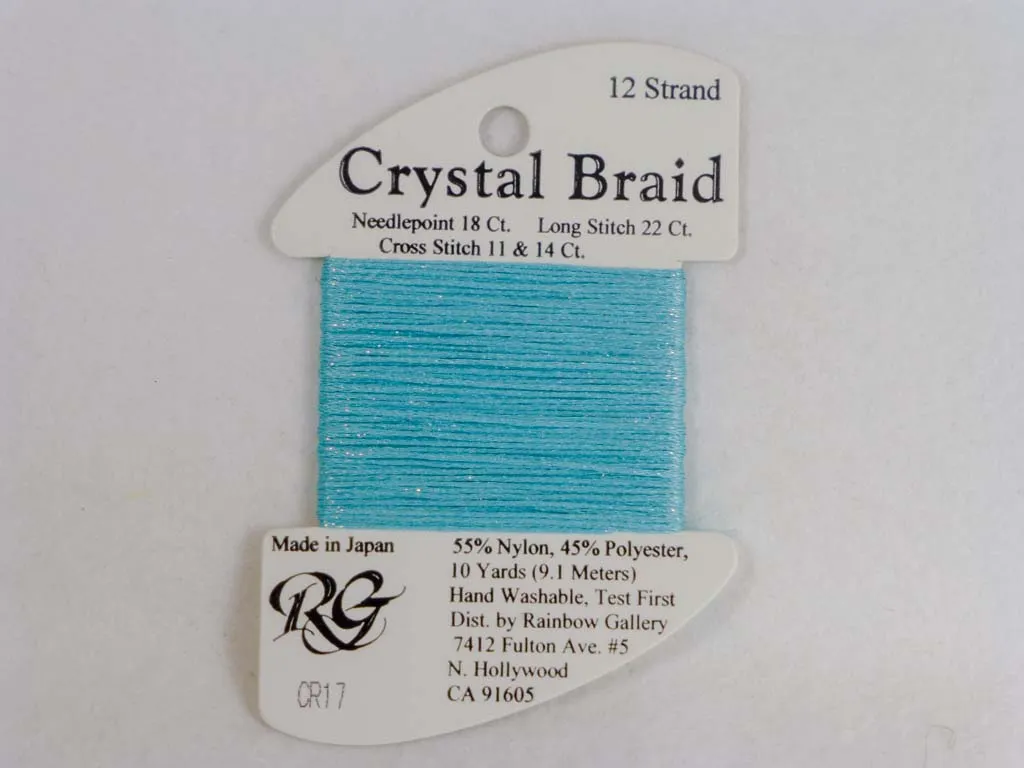 12 Strand
Crystal Braid
Needlepoint 18 Ct. Long Stitch 22 Ct.
Cross Stitch 11 & 14 Ct.
Made in Japan
RG
CR17
55% Nylon, 45% Polyester,
10 Yards (9.1 Meters)
Hand Washable, Test First
Dist. by Rainbow Gallery
7412 Fulton Ave. #5
N. Hollywood
CA 91605